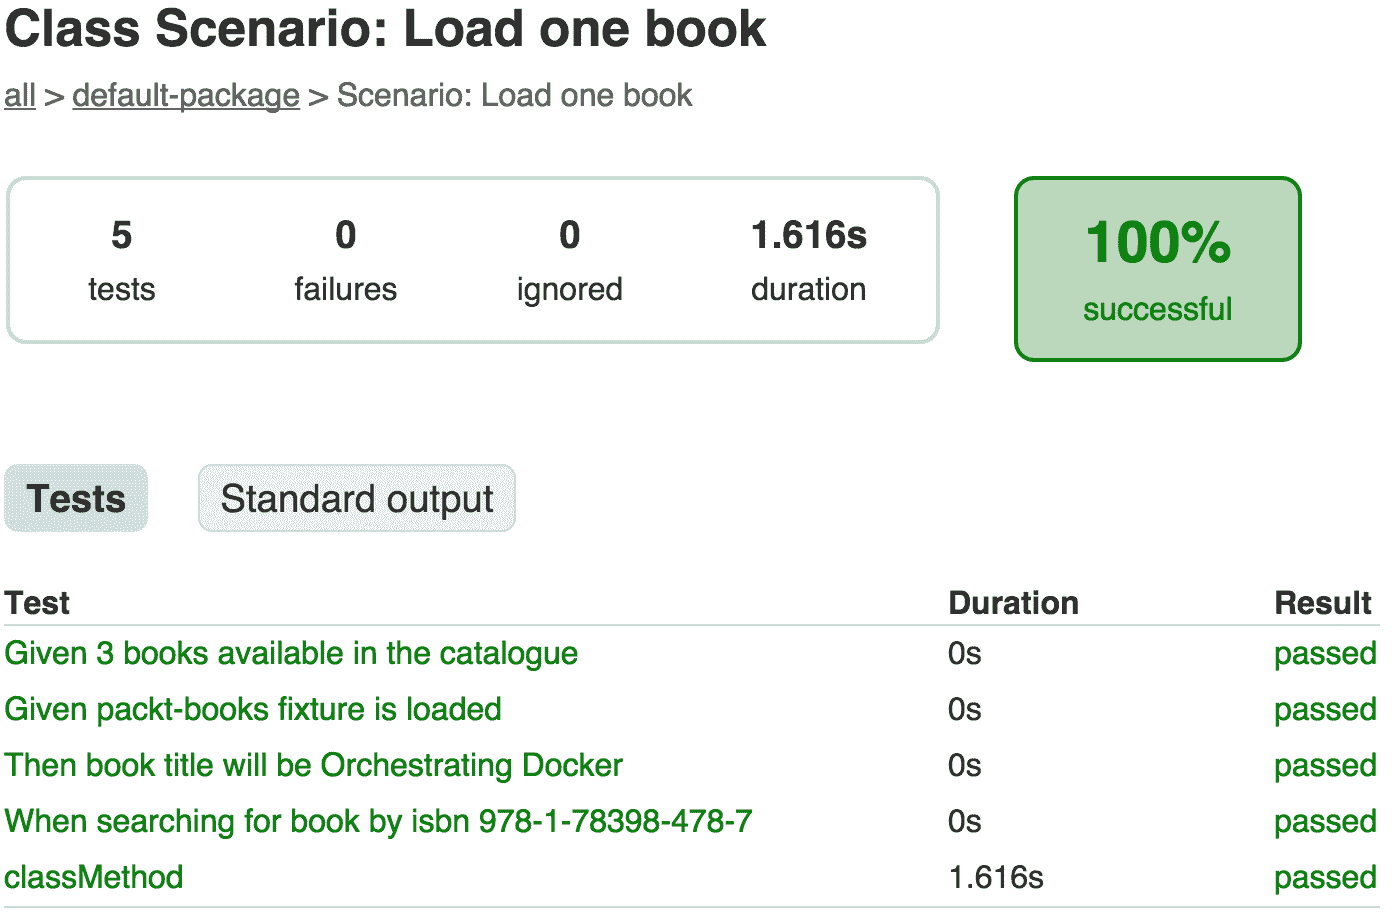 Class Scenario: Load one book
all > default-package > Scenario: Load one book
5 0 0 1.616s
tests failures ignored duration
100%
successful
Tests Standard output
Test Duration Result
Given 3 books available in the catalogue 0s passed
Given packt-books fixture is loaded 0s passed
Then book title will be Orchestrating Docker 0s passed
When searching for book by isbn 978-1-78398-478-7 0s passed
classMethod 1.616s passed